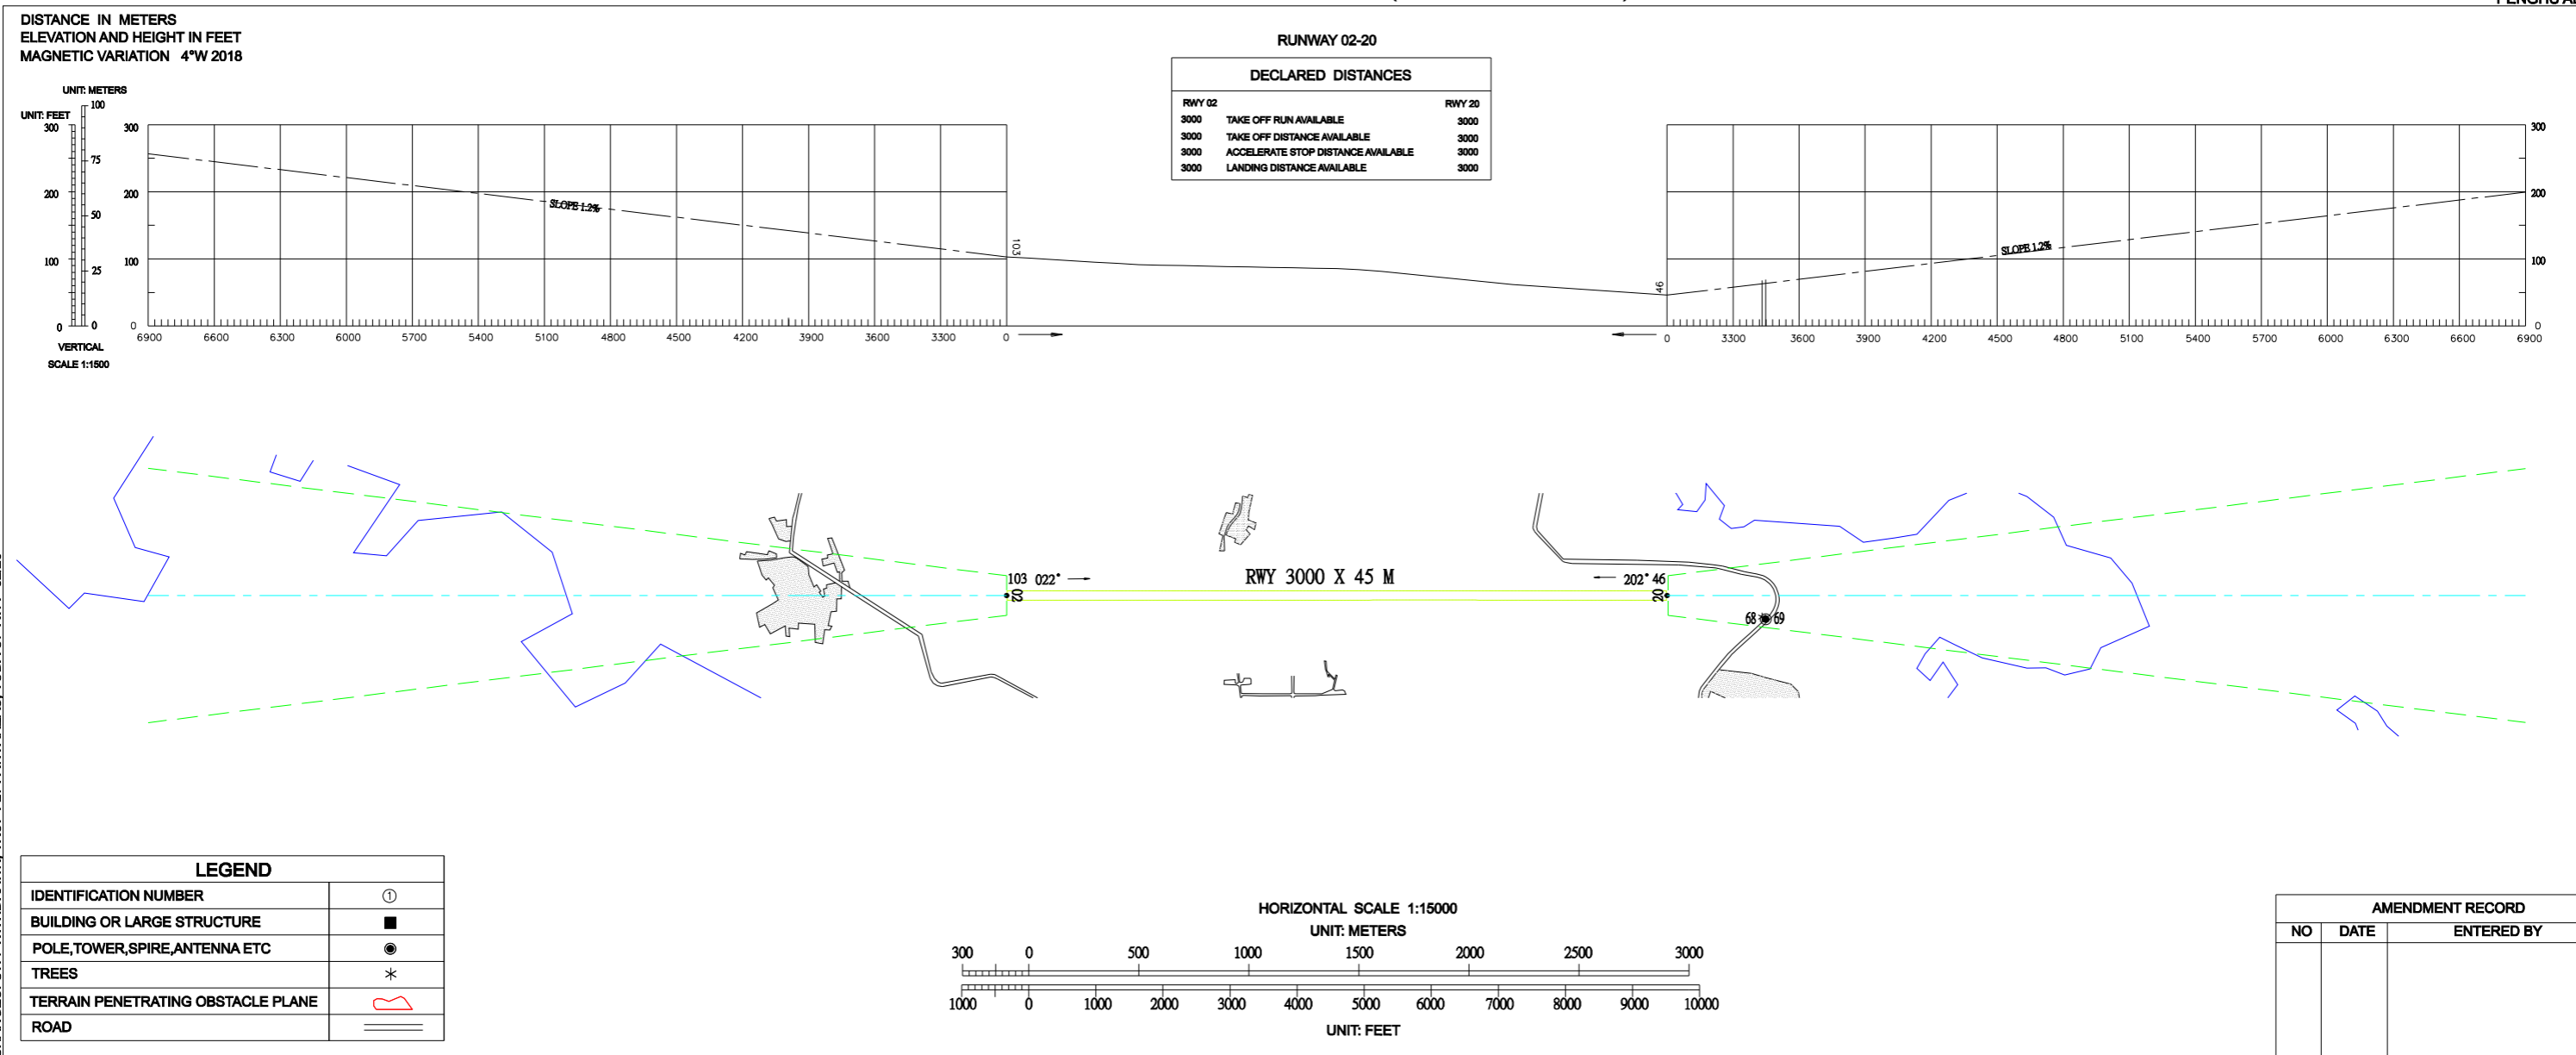 DISTANCE IN METERS
ELEVATION AND HEIGHT IN FEET
MAGNETIC VARIATION 4°W 2018
RUNWAY 02-20
DECLARED DISTANCES
RWY 02 RWY 20
3000 TAKE OFF RUN AVAILABLE 3000
3000 TAKE OFF DISTANCE AVAILABLE 3000
3000 ACCELERATE STOP DISTANCE AVAILABLE 3000
3000 LANDING DISTANCE AVAILABLE 3000
UNIT: METERS
100
75
50
25
0
UNIT: FEET
300
200
100
0
VERTICAL
SCALE 1:1500
300
200
100
0
SLOPE 1.2%
103
6900 6600 6300 6000 5700 5400 5100 4800 4500 4200 3900 3600 3300 0
46
SLOPE 1.2%
300
200
100
0
0 3300 3600 3900 4200 4500 4800 5100 5400 5700 6000 6300 6600 6900
103 022° RWY 3000 X 45 M 202° 46
02 20
68 69
LEGEND
IDENTIFICATION NUMBER 1
BUILDING OR LARGE STRUCTURE
POLE,TOWER,SPIRE,ANTENNA ETC
TREES
TERRAIN PENETRATING OBSTACLE PLANE
ROAD
HORIZONTAL SCALE 1:15000
UNIT: METERS
300 0 500 1000 1500 2000 2500 3000
1000 0 1000 2000 3000 4000 5000 6000 7000 8000 9000 10000
UNIT: FEET
AMENDMENT RECORD
NO DATE ENTERED BY